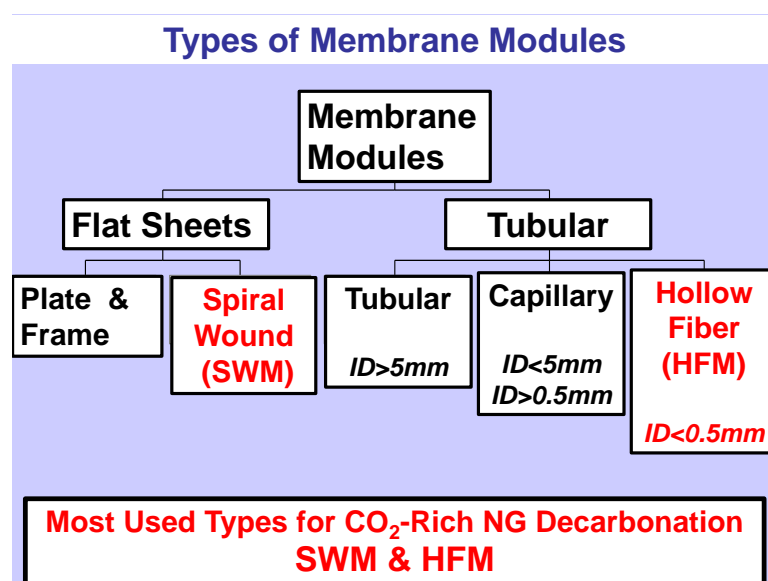 Types of Membrane Modules
Membrane
Modules
Flat Sheets
Tubular
Plate & 
Frame
Spiral
Wound
(SWM)
Tubular
ID>5mm
Capillary
ID<5mm
ID>0.5mm
Hollow
Fiber
(HFM)
ID<0.5mm
Most Used Types for CO₂-Rich NG Decarbonation
SWM & HFM